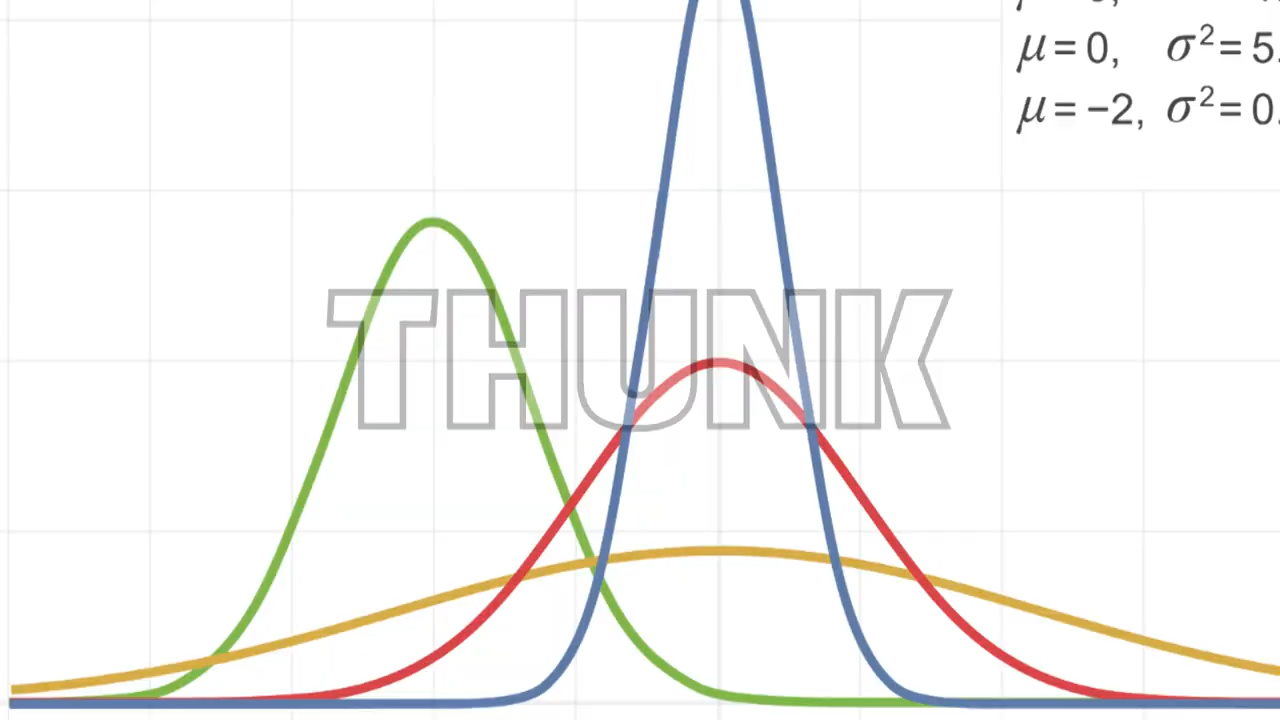 μ = 0, σ² = 5.
μ = −2, σ² = 0.
THUNK